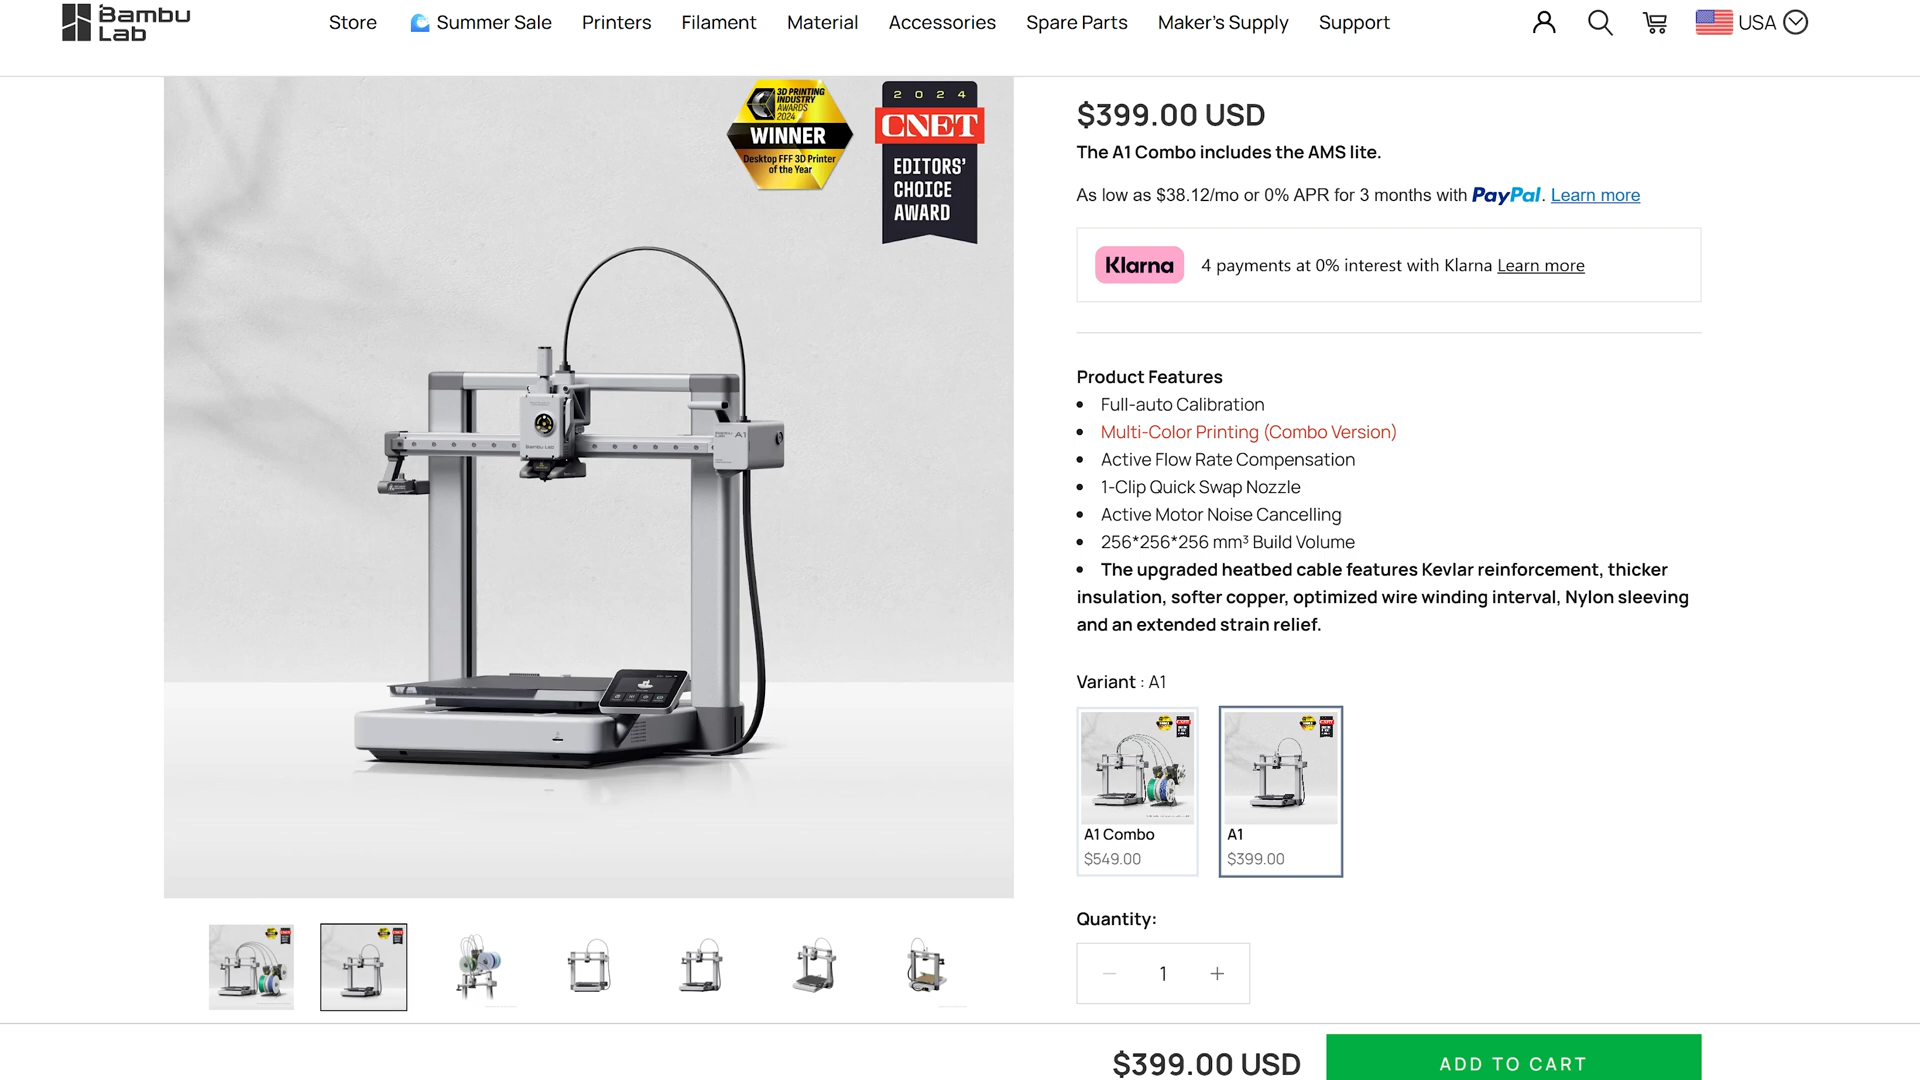 Bambu
Lab
Store
Summer Sale
Printers
Filament
Material
Accessories
Spare Parts
Maker's Supply
Support
USA
3D PRINTING
INDUSTRY
AWARDS
2024
WINNER
Desktop FFF 3D Printer
of the Year
2024
CNET
EDITORS'
CHOICE
AWARD
Bambu Lab
Bambu
Lab
A1
$399.00 USD
The A1 Combo includes the AMS lite.
As low as $38.12/mo or 0% APR for 3 months with PayPal. Learn more
Klarna
4 payments at 0% interest with Klarna Learn more
Product Features
Full-auto Calibration
Multi-Color Printing (Combo Version)
Active Flow Rate Compensation
1-Clip Quick Swap Nozzle
Active Motor Noise Cancelling
256*256*256 mm³ Build Volume
The upgraded heatbed cable features Kevlar reinforcement, thicker
insulation, softer copper, optimized wire winding interval, Nylon sleeving
and an extended strain relief.
Variant : A1
A1 Combo
$549.00
A1
$399.00
Quantity:
1
$399.00 USD
ADD TO CART